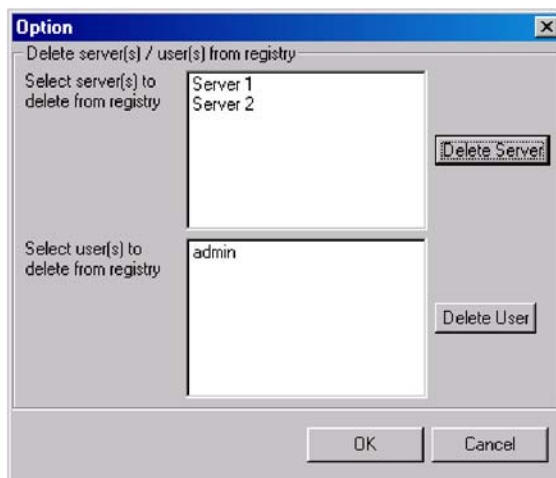 Option
Delete server(s) / user(s) from registry
Select server(s) to
delete from registry
Server 1
Server 2
Delete Server
Select user(s) to
delete from registry
admin
Delete User
OK
Cancel